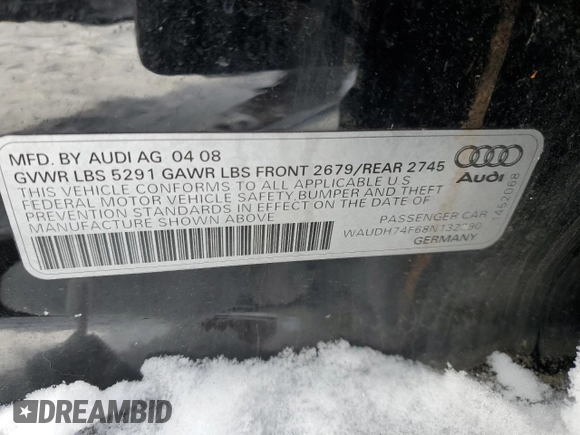 MFD. BY AUDI AG 04 08
GVWR LBS 5291 GAWR LBS FRONT 2679/REAR 2745
THIS VEHICLE CONFORMS TO ALL APPLICABLE U.S
FEDERAL MOTOR VEHICLE SAFETY,BUMPER AND THEFT
PREVENTION STANDARDS IN EFFECT ON THE DATE OF
MANUFACTURE SHOWN ABOVE
Audi
1452068
PASSENGER CAR
GERMANY
DREAMBID